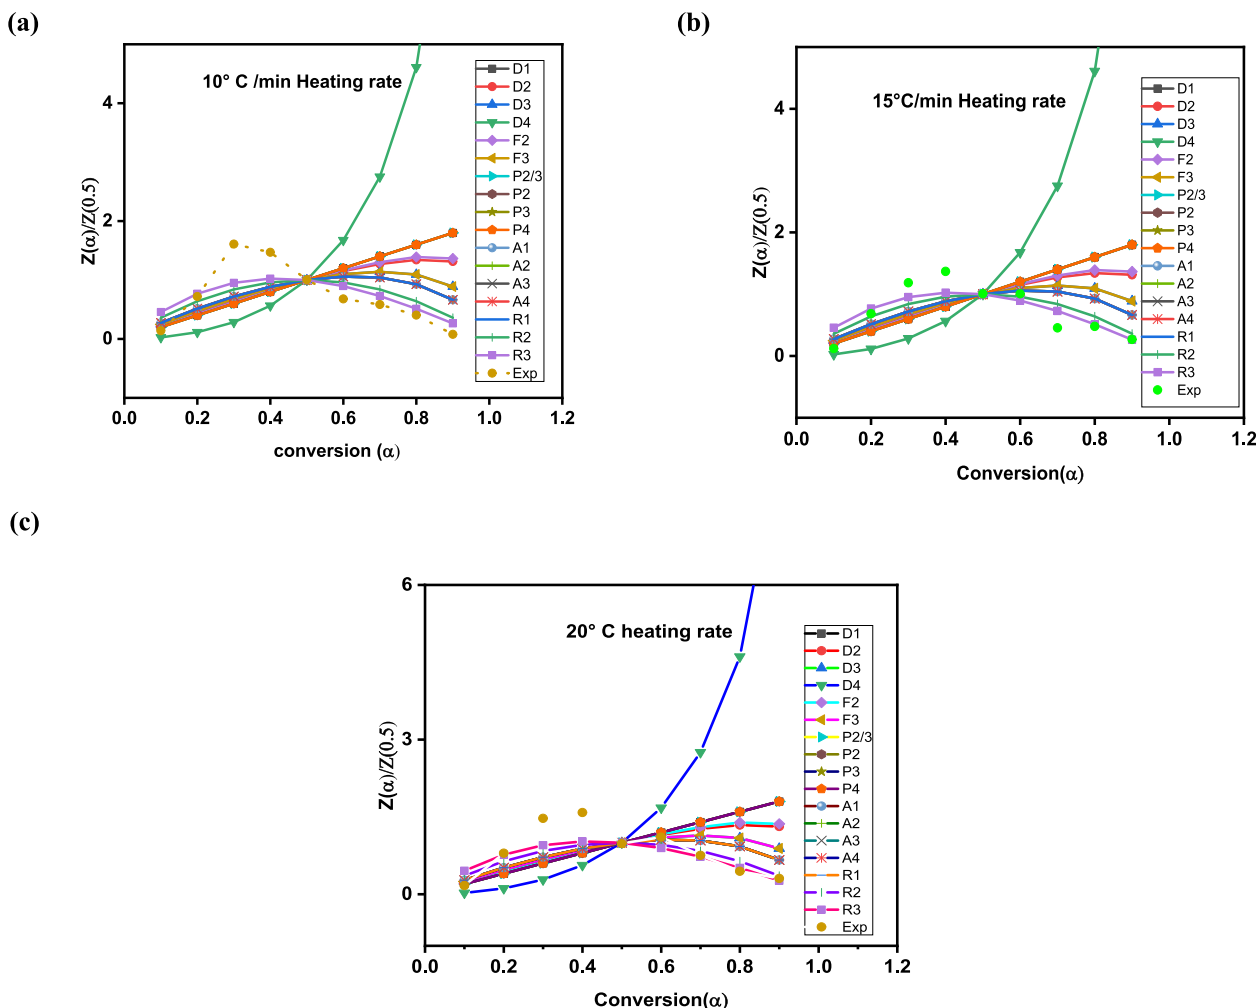 (a)
10° C /min Heating rate
Z(α)/Z(0.5)
4
2
0
0.0 0.2 0.4 0.6 0.8 1.0 1.2
conversion (α)
D1
D2
D3
D4
F2
F3
P2/3
P2
P3
P4
A1
A2
A3
A4
R1
R2
R3
Exp
(b)
15°C/min Heating rate
Z(α)/Z(0.5)
4
2
0
0.0 0.2 0.4 0.6 0.8 1.0 1.2
Conversion(α)
D1
D2
D3
D4
F2
F3
P2/3
P2
P3
P4
A1
A2
A3
A4
R1
R2
R3
Exp
(c)
20° C heating rate
Z(α)/Z(0.5)
6
3
0
0.0 0.2 0.4 0.6 0.8 1.0 1.2
Conversion(α)
D1
D2
D3
D4
F2
F3
P2/3
P2
P3
P4
A1
A2
A3
A4
R1
R2
R3
Exp